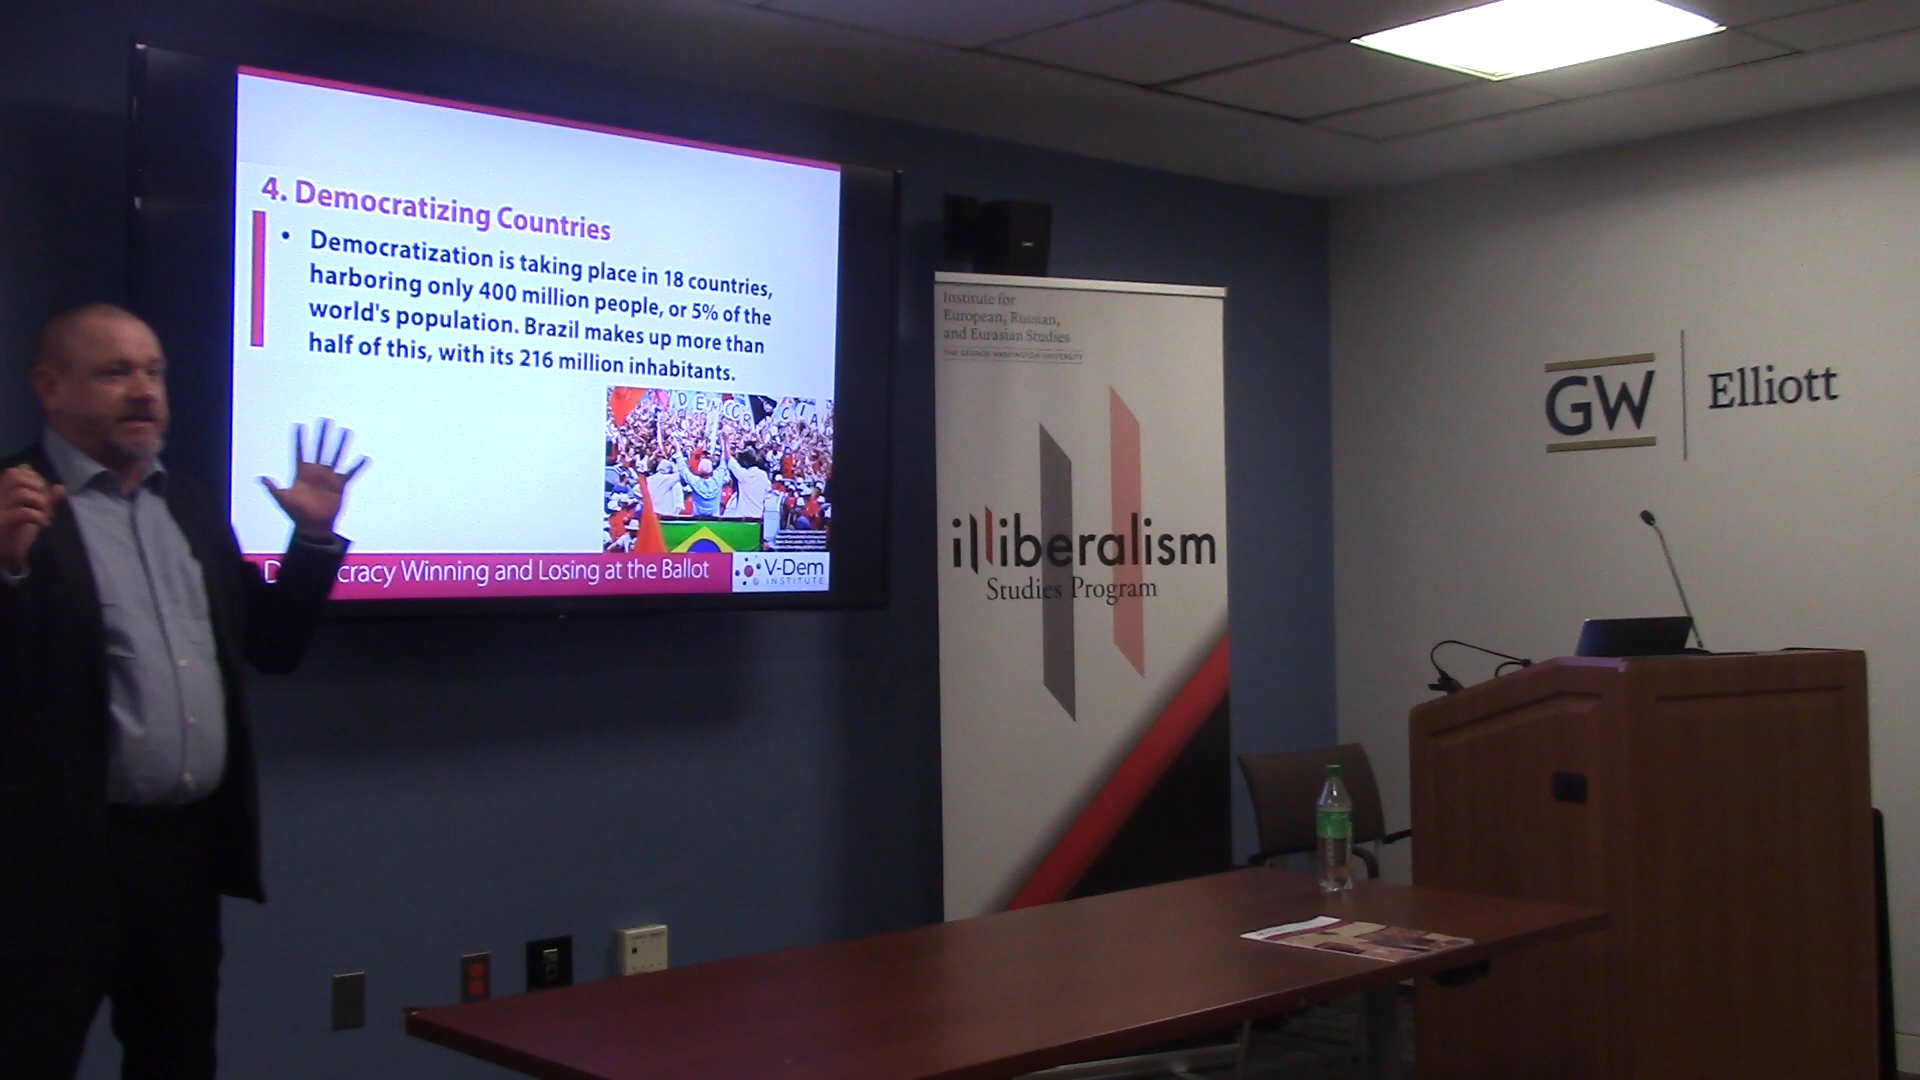 4. Democratizing Countries
• Democratization is taking place in 18 countries,
harboring only 400 million people, or 5% of the
world's population. Brazil makes up more than
half of this, with its 216 million inhabitants.
DEMOCRCIA
cracy Winning and Losing at the Ballot
V-Dem
INSTITUTE
Institute for
European, Russian,
and Eurasian Studies
THE GEORGE WASHINGTON UNIVERSITY
illiberalism
Studies Program
GW
Elliott